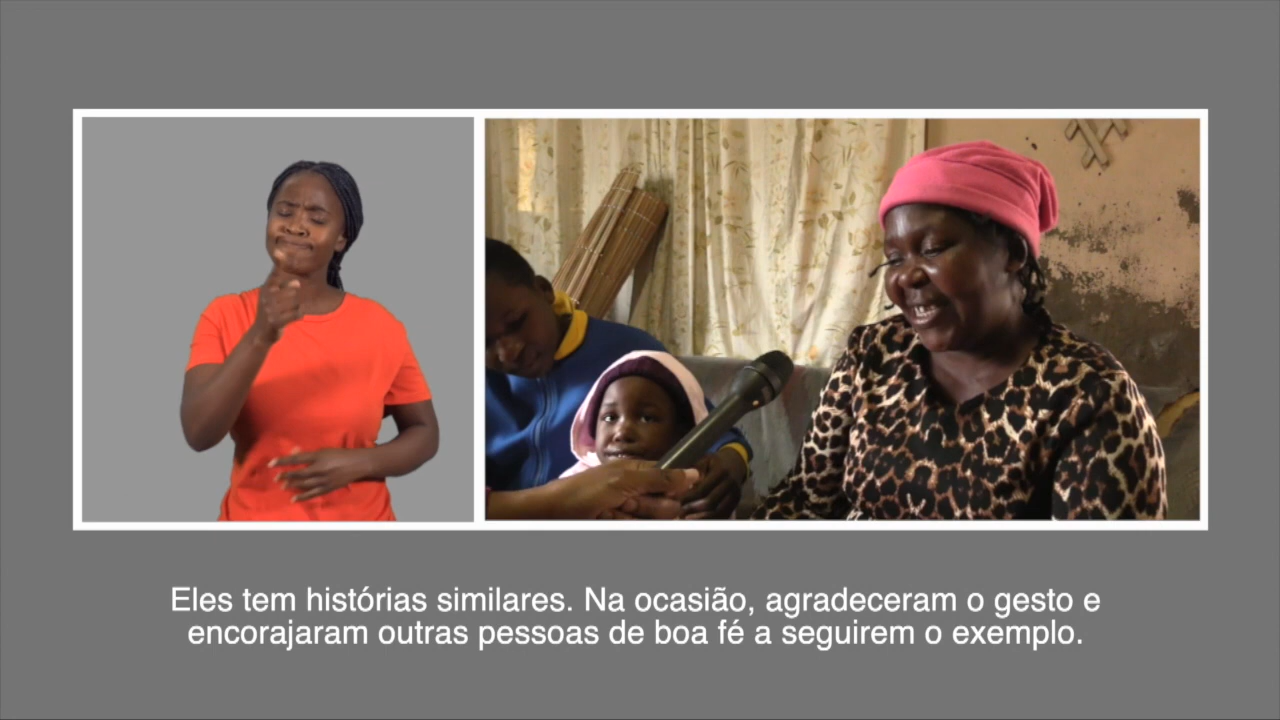 Eles tem histórias similares. Na ocasião, agradeceram o gesto e
encorajaram outras pessoas de boa fé a seguirem o exemplo.